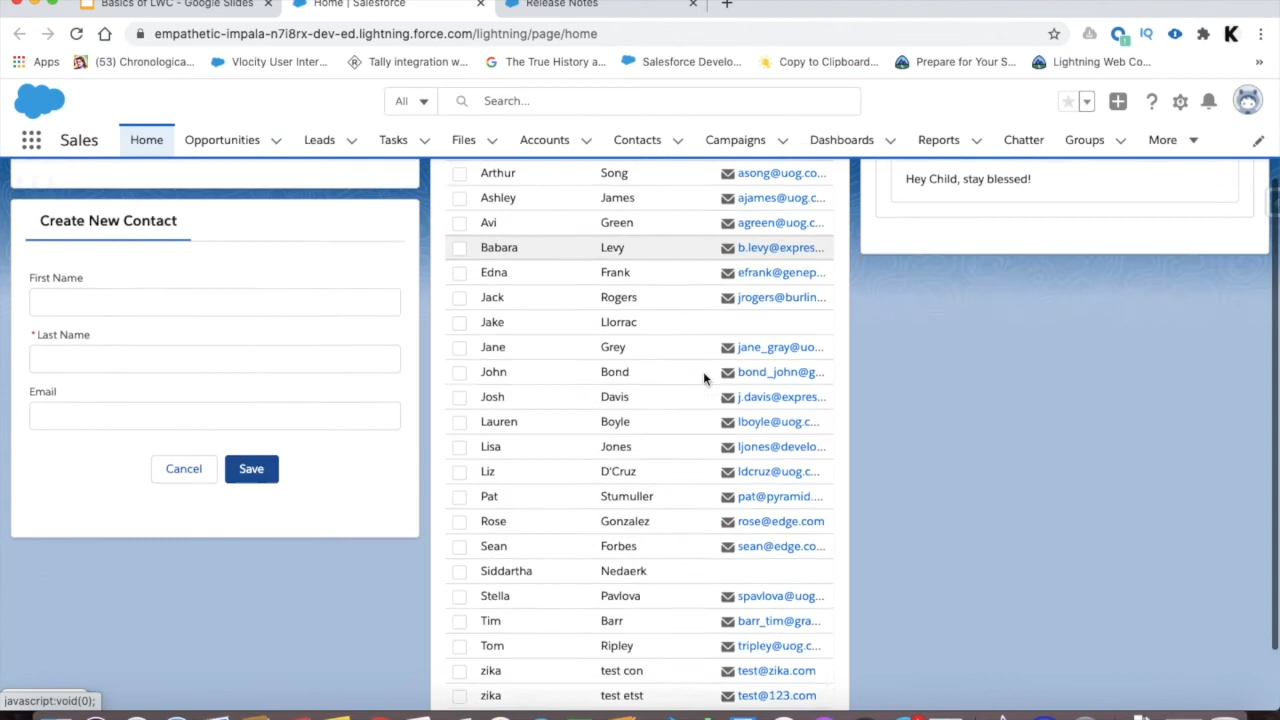 Basics of LWC - Google Slides
Home | Salesforce
Release Notes
empathetic-impala-n7i8rx-dev-ed.lightning.force.com/lightning/page/home
Apps
(53) Chronologica...
Vlocity User Inter...
Tally integration w...
The True History a...
Salesforce Develo...
Copy to Clipboard...
Prepare for Your S...
Lightning Web Co...
All
Search...
Sales
Home
Opportunities
Leads
Tasks
Files
Accounts
Contacts
Campaigns
Dashboards
Reports
Chatter
Groups
More
Create New Contact
First Name
* Last Name
Email
Cancel
Save
Arthur Song asong@uog.co...
Ashley James ajames@uog.c...
Avi Green agreen@uog.c...
Babara Levy b.levy@expres...
Edna Frank efrank@genep...
Jack Rogers jrogers@burlin...
Jake Llorrac
Jane Grey jane_gray@uo...
John Bond bond_john@g...
Josh Davis j.davis@expres...
Lauren Boyle lboyle@uog.c...
Lisa Jones ljones@develo...
Liz D'Cruz ldcruz@uog.c...
Pat Stumuller pat@pyramid....
Rose Gonzalez rose@edge.com
Sean Forbes sean@edge.co...
Siddartha Nedaerk
Stella Pavlova spavlova@uog...
Tim Barr barr_tim@gra...
Tom Ripley tripley@uog.c...
zika test con test@zika.com
zika test etst test@123.com
Hey Child, stay blessed!
javascript:void(0);